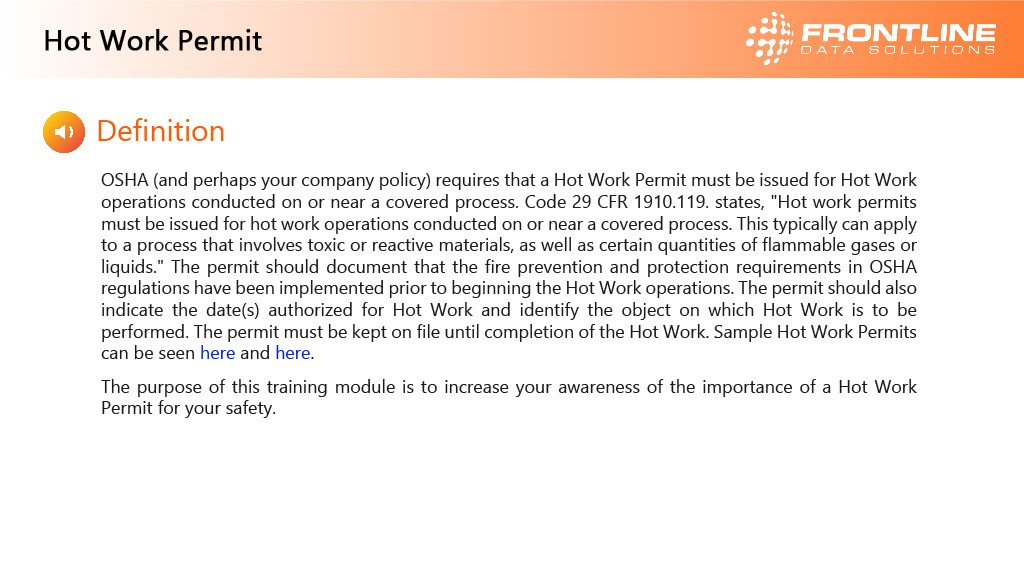 Hot Work Permit
FRONTLINE
DATA SOLUTIONS
Definition
OSHA (and perhaps your company policy) requires that a Hot Work Permit must be issued for Hot Work
operations conducted on or near a covered process. Code 29 CFR 1910.119. states, "Hot work permits
must be issued for hot work operations conducted on or near a covered process. This typically can apply
to a process that involves toxic or reactive materials, as well as certain quantities of flammable gases or
liquids." The permit should document that the fire prevention and protection requirements in OSHA
regulations have been implemented prior to beginning the Hot Work operations. The permit should also
indicate the date(s) authorized for Hot Work and identify the object on which Hot Work is to be
performed. The permit must be kept on file until completion of the Hot Work. Sample Hot Work Permits
can be seen here and here.
The purpose of this training module is to increase your awareness of the importance of a Hot Work
Permit for your safety.